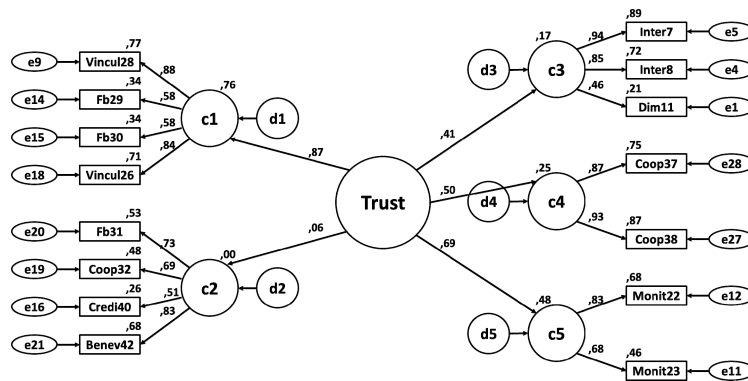 ,77
e9 Vincul28
,88
,34
e14 Fb29
,58
,76
c1 d1
,34
e15 Fb30
,58
,71
e18 Vincul26
,84
,87
,53
e20 Fb31
,73
,48
e19 Coop32
,69
,00
c2 d2
,26
e16 Credi40
,51
,68
e21 Benev42
,83
,06
Trust
,41
,50
,69
,17
d3 c3
,94
,89
Inter7 e5
,85
,72
Inter8 e4
,46
,21
Dim11 e1
,25
d4 c4
,87
,75
Coop37 e28
,93
,87
Coop38 e27
,48
d5 c5
,83
,68
Monit22 e12
,68
,46
Monit23 e11